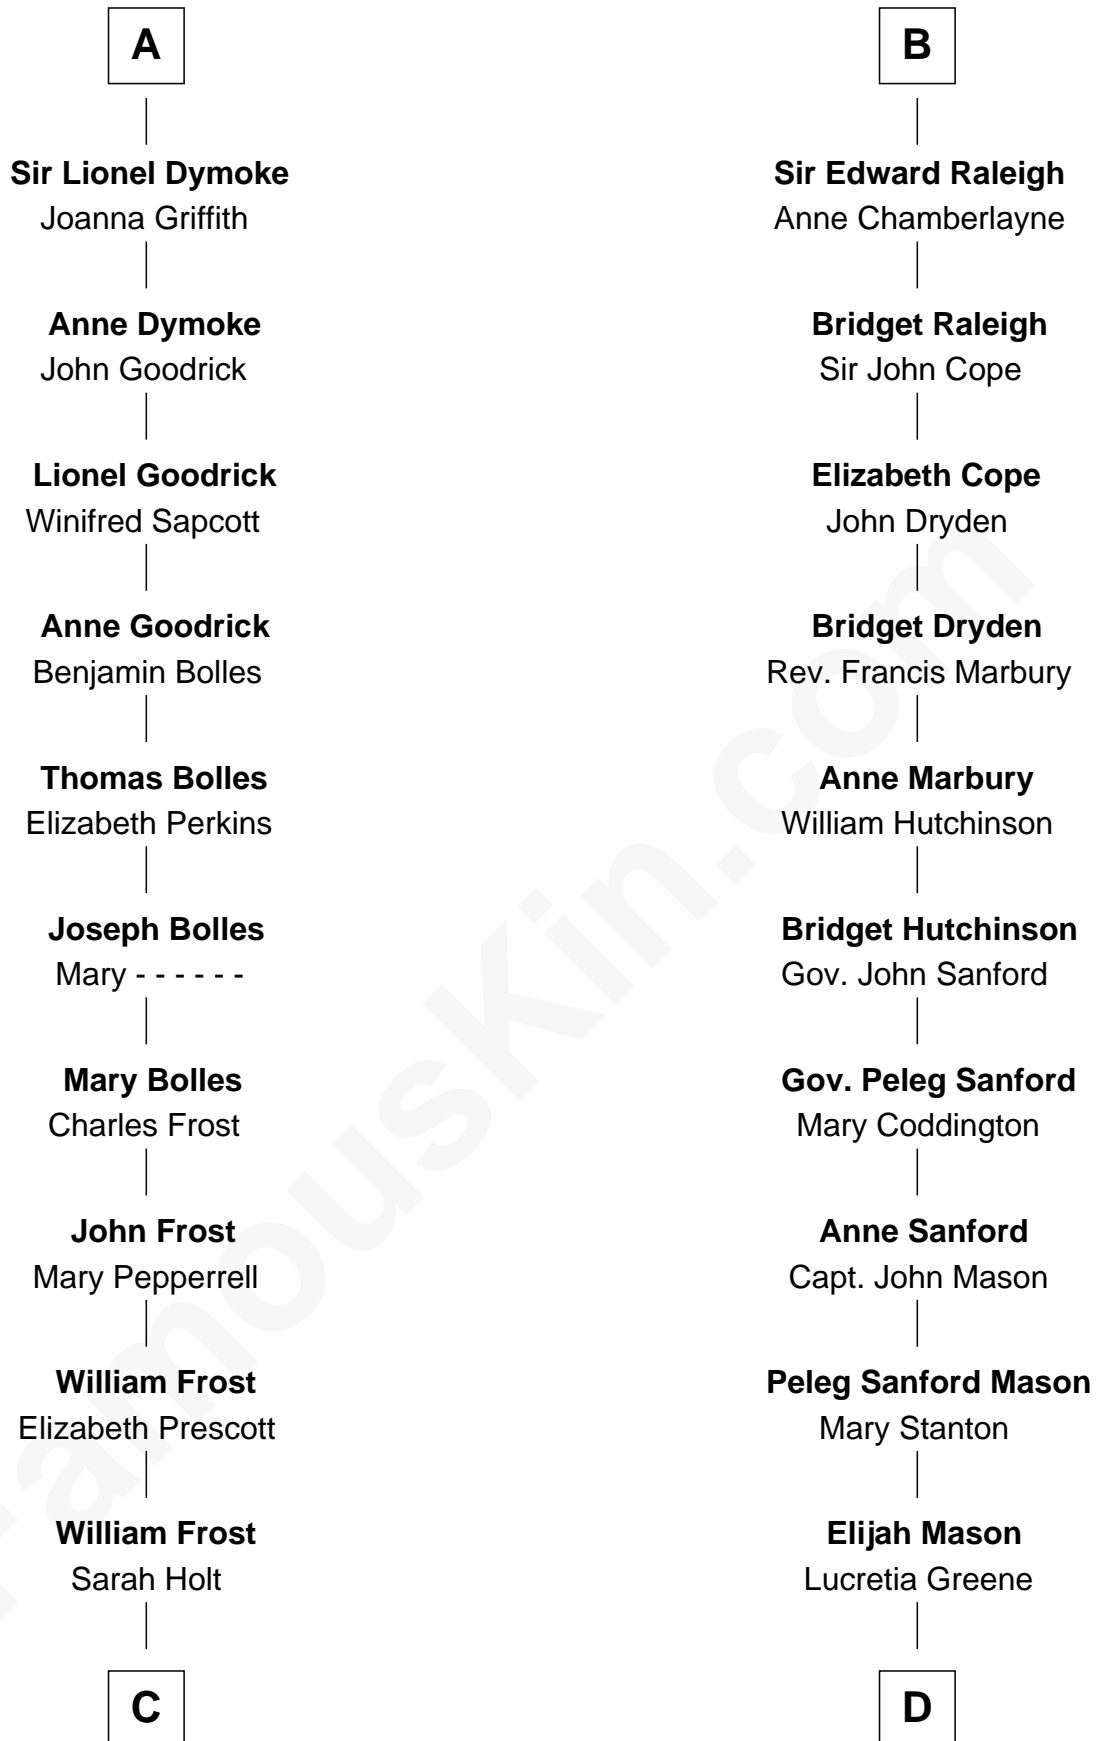 A
Sir Lionel Dymoke
Joanna Griffith
Anne Dymoke
John Goodrick
Lionel Goodrick
Winifred Sapcott
Anne Goodrick
Benjamin Bolles
Thomas Bolles
Elizabeth Perkins
Joseph Bolles
Mary - - - - - -
Mary Bolles
Charles Frost
John Frost
Mary Pepperrell
William Frost
Elizabeth Prescott
William Frost
Sarah Holt
C
B
Sir Edward Raleigh
Anne Chamberlayne
Bridget Raleigh
Sir John Cope
Elizabeth Cope
John Dryden
Bridget Dryden
Rev. Francis Marbury
Anne Marbury
William Hutchinson
Bridget Hutchinson
Gov. John Sanford
Gov. Peleg Sanford
Mary Coddington
Anne Sanford
Capt. John Mason
Peleg Sanford Mason
Mary Stanton
Elijah Mason
Lucretia Greene
D
FamousKin.com